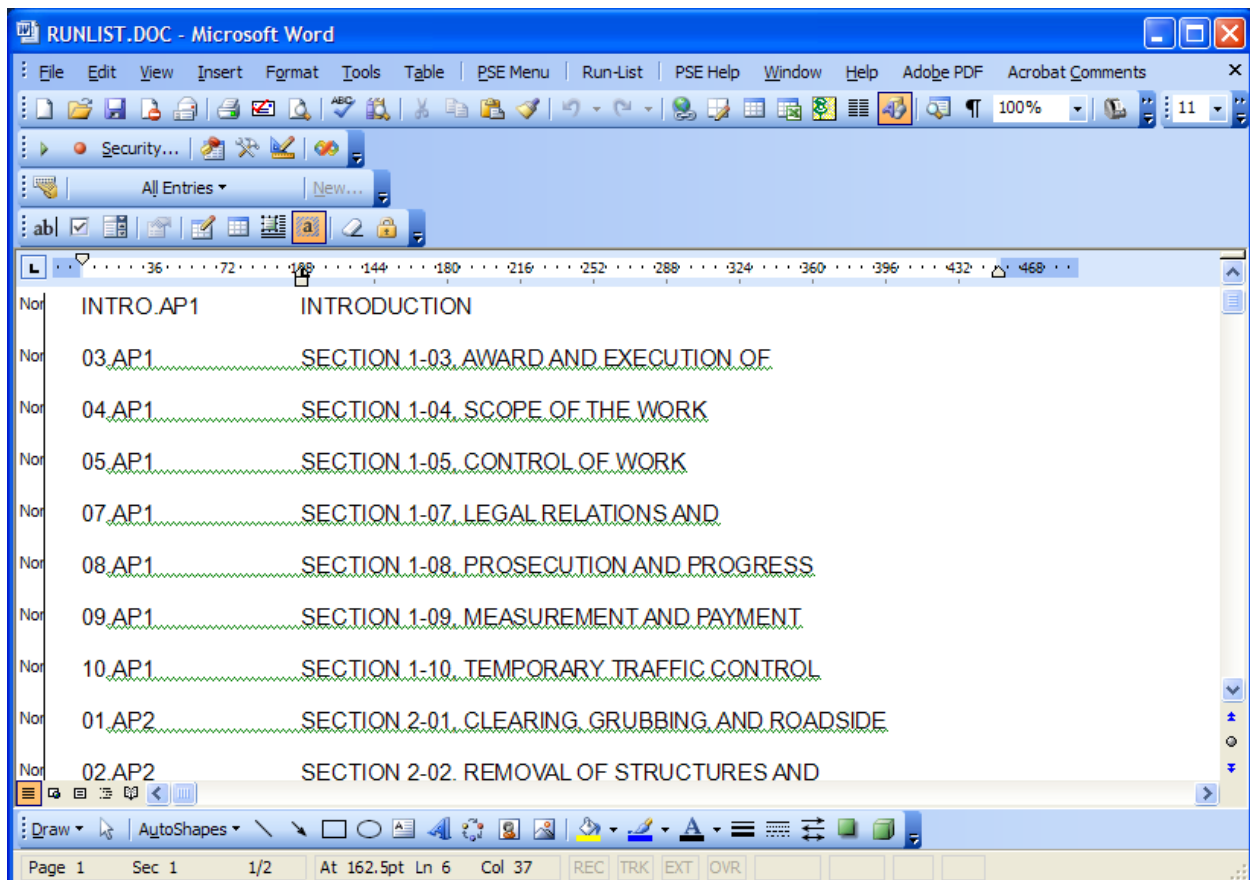 RUNLIST.DOC - Microsoft Word
File Edit View Insert Format Tools Table PSE Menu Run-List PSE Help Window Help Adobe PDF Acrobat Comments
100% 11
Security...
All Entries New...
ab
a
L 36 72 108 144 180 216 252 288 324 360 396 432 468
Nor INTRO.AP1 INTRODUCTION
Nor 03.AP1 SECTION 1-03, AWARD AND EXECUTION OF
Nor 04.AP1 SECTION 1-04, SCOPE OF THE WORK
Nor 05.AP1 SECTION 1-05, CONTROL OF WORK
Nor 07.AP1 SECTION 1-07, LEGAL RELATIONS AND
Nor 08.AP1 SECTION 1-08, PROSECUTION AND PROGRESS
Nor 09.AP1 SECTION 1-09, MEASUREMENT AND PAYMENT
Nor 10.AP1 SECTION 1-10, TEMPORARY TRAFFIC CONTROL
Nor 01.AP2 SECTION 2-01, CLEARING, GRUBBING, AND ROADSIDE
Nor 02.AP2 SECTION 2-02, REMOVAL OF STRUCTURES AND
Draw AutoShapes A
Page 1 Sec 1 1/2 At 162.5pt Ln 6 Col 37 REC TRK EXT OVR